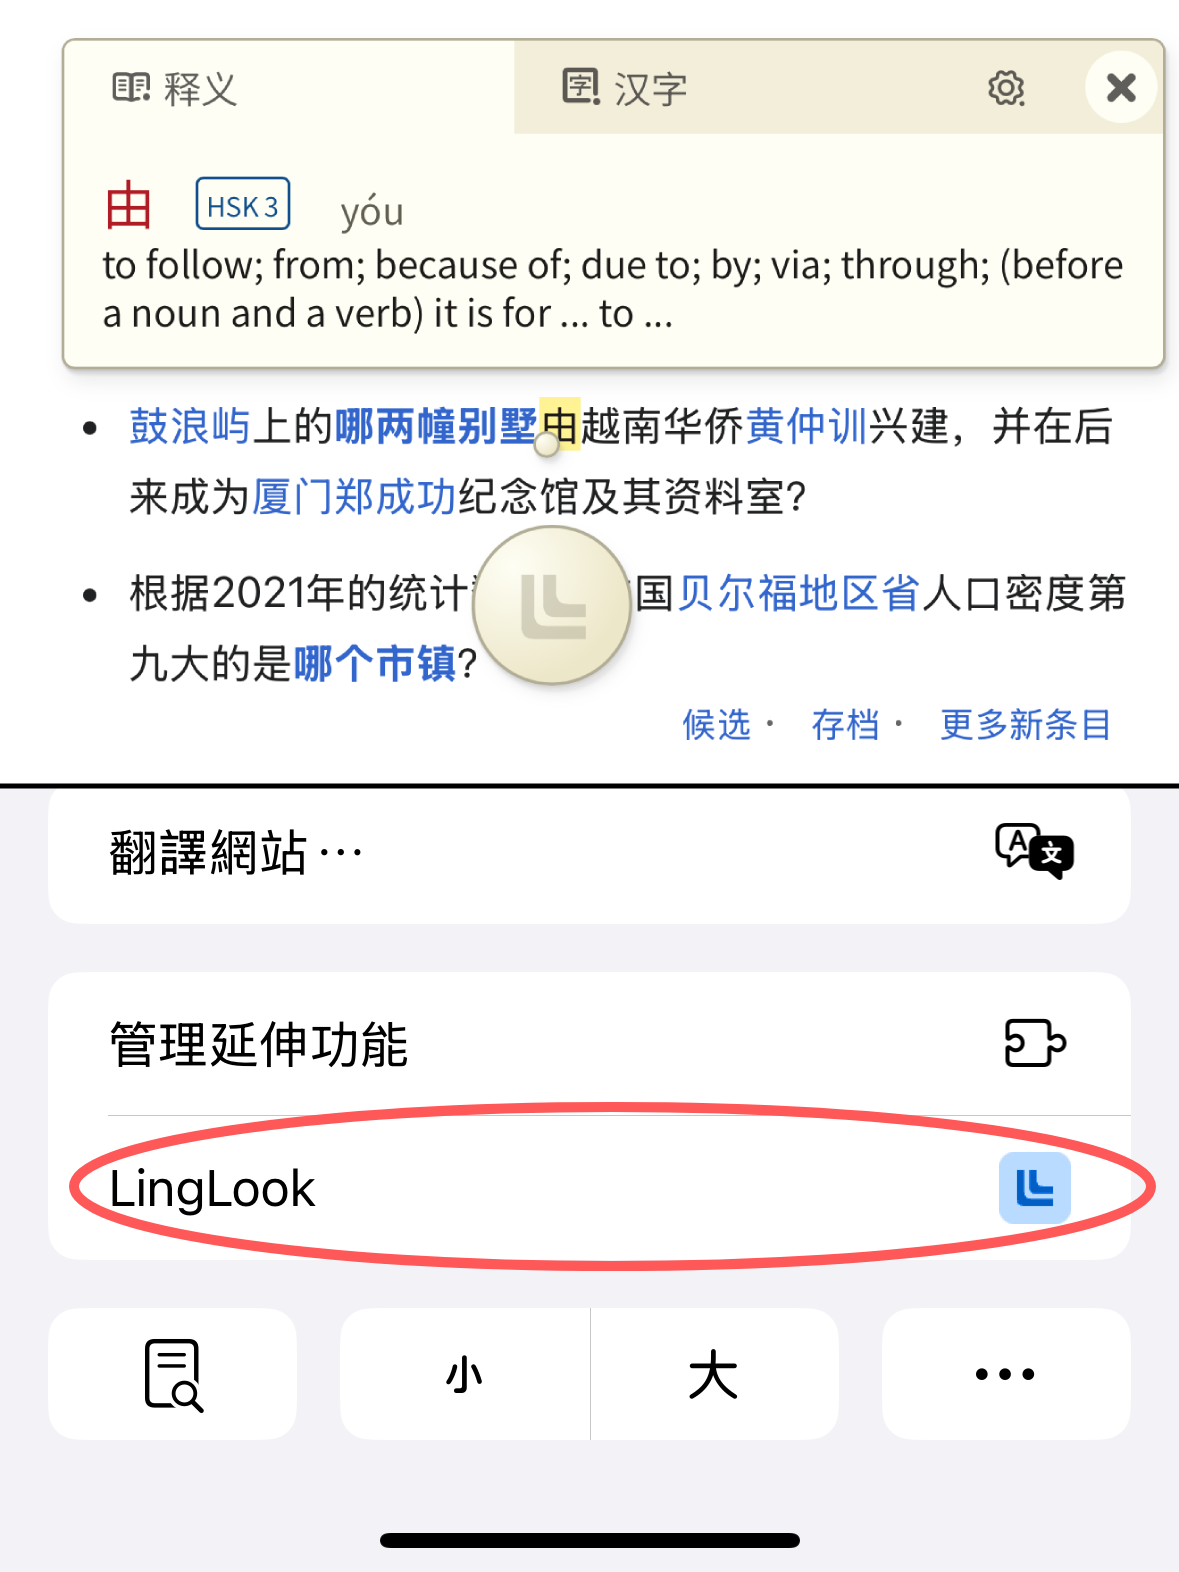 释义 汉字
由 HSK 3 yóu
to follow; from; because of; due to; by; via; through; (before
a noun and a verb) it is for ... to ...
• 鼓浪屿上的哪两幢别墅由越南华侨黄仲训兴建，并在后
来成为厦门郑成功纪念馆及其资料室?
• 根据2021年的统计 国贝尔福地区省人口密度第
九大的是哪个市镇?
候选 · 存档 · 更多新条目
翻譯網站…
管理延伸功能
LingLook
小 大